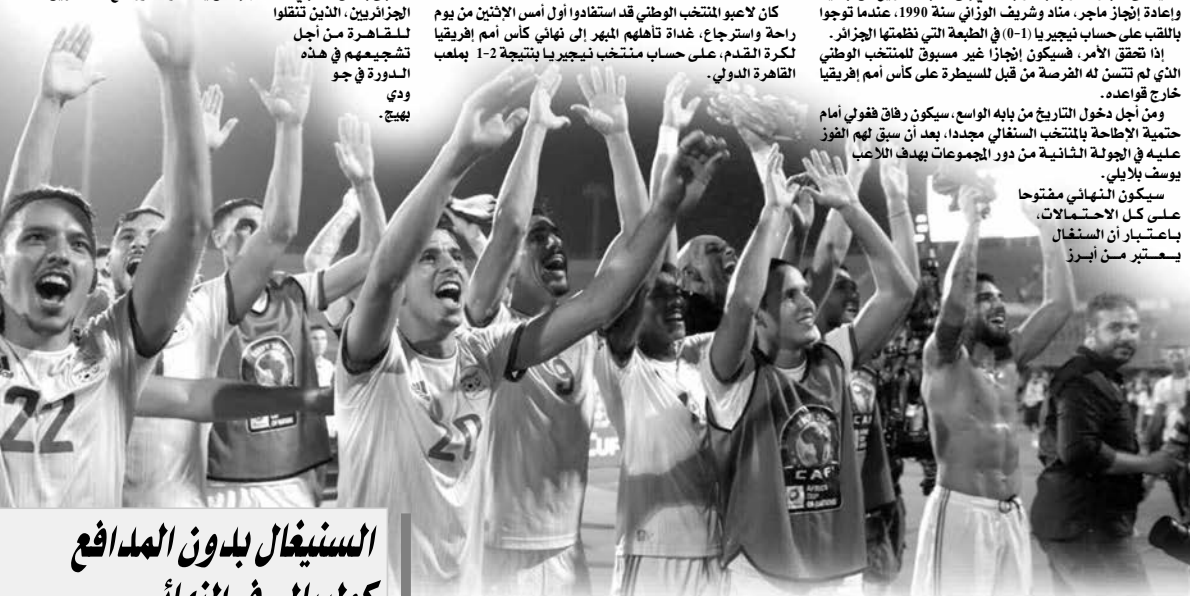 وإعادة إنجاز ماجر، مناد وشريف الوزاني سنة 1990، عندما توجوا
باللقب على حساب نيجيريا (1-0) في الطبعة التي نظمتها الجزائر.
إذا تحقق الأمر، فسيكون إنجازا غير مسبوق للمنتخب الوطني
الذي لم تتسن له الفرصة من قبل للسيطرة على كأس أمم إفريقيا
خارج قواعده.
ومن أجل دخول التاريخ من بابه الواسع، سيكون رفاق فغولي أمام
حتمية الإطاحة بالمنتخب السنغالي مجددا، بعد أن سبق لهم الفوز
عليه في الجولة الثانية من دور المجموعات بهدف اللاعب
يوسف بلايلي.
سيكون النهائي مفتوحا
على كل الاحتمالات،
باعتبار أن السنغال
يعتبر من أبرز
كان لاعبو المنتخب الوطني قد استفادوا أول أمس الإثنين من يوم
راحة واسترجاع، غداة تأهلهم المبهر إلى نهائي كأس أمم إفريقيا
لكرة القدم، على حساب منتخب نيجيريا بنتيجة 2-1 بملعب
القاهرة الدولي.
الجزائريين، الذين تنقلوا
للقاهرة من أجل
تشجيعهم في هذه
الدورة في جو
ودي
بهيج.
22
20
9
CAF
السنيغال بدون المدافع